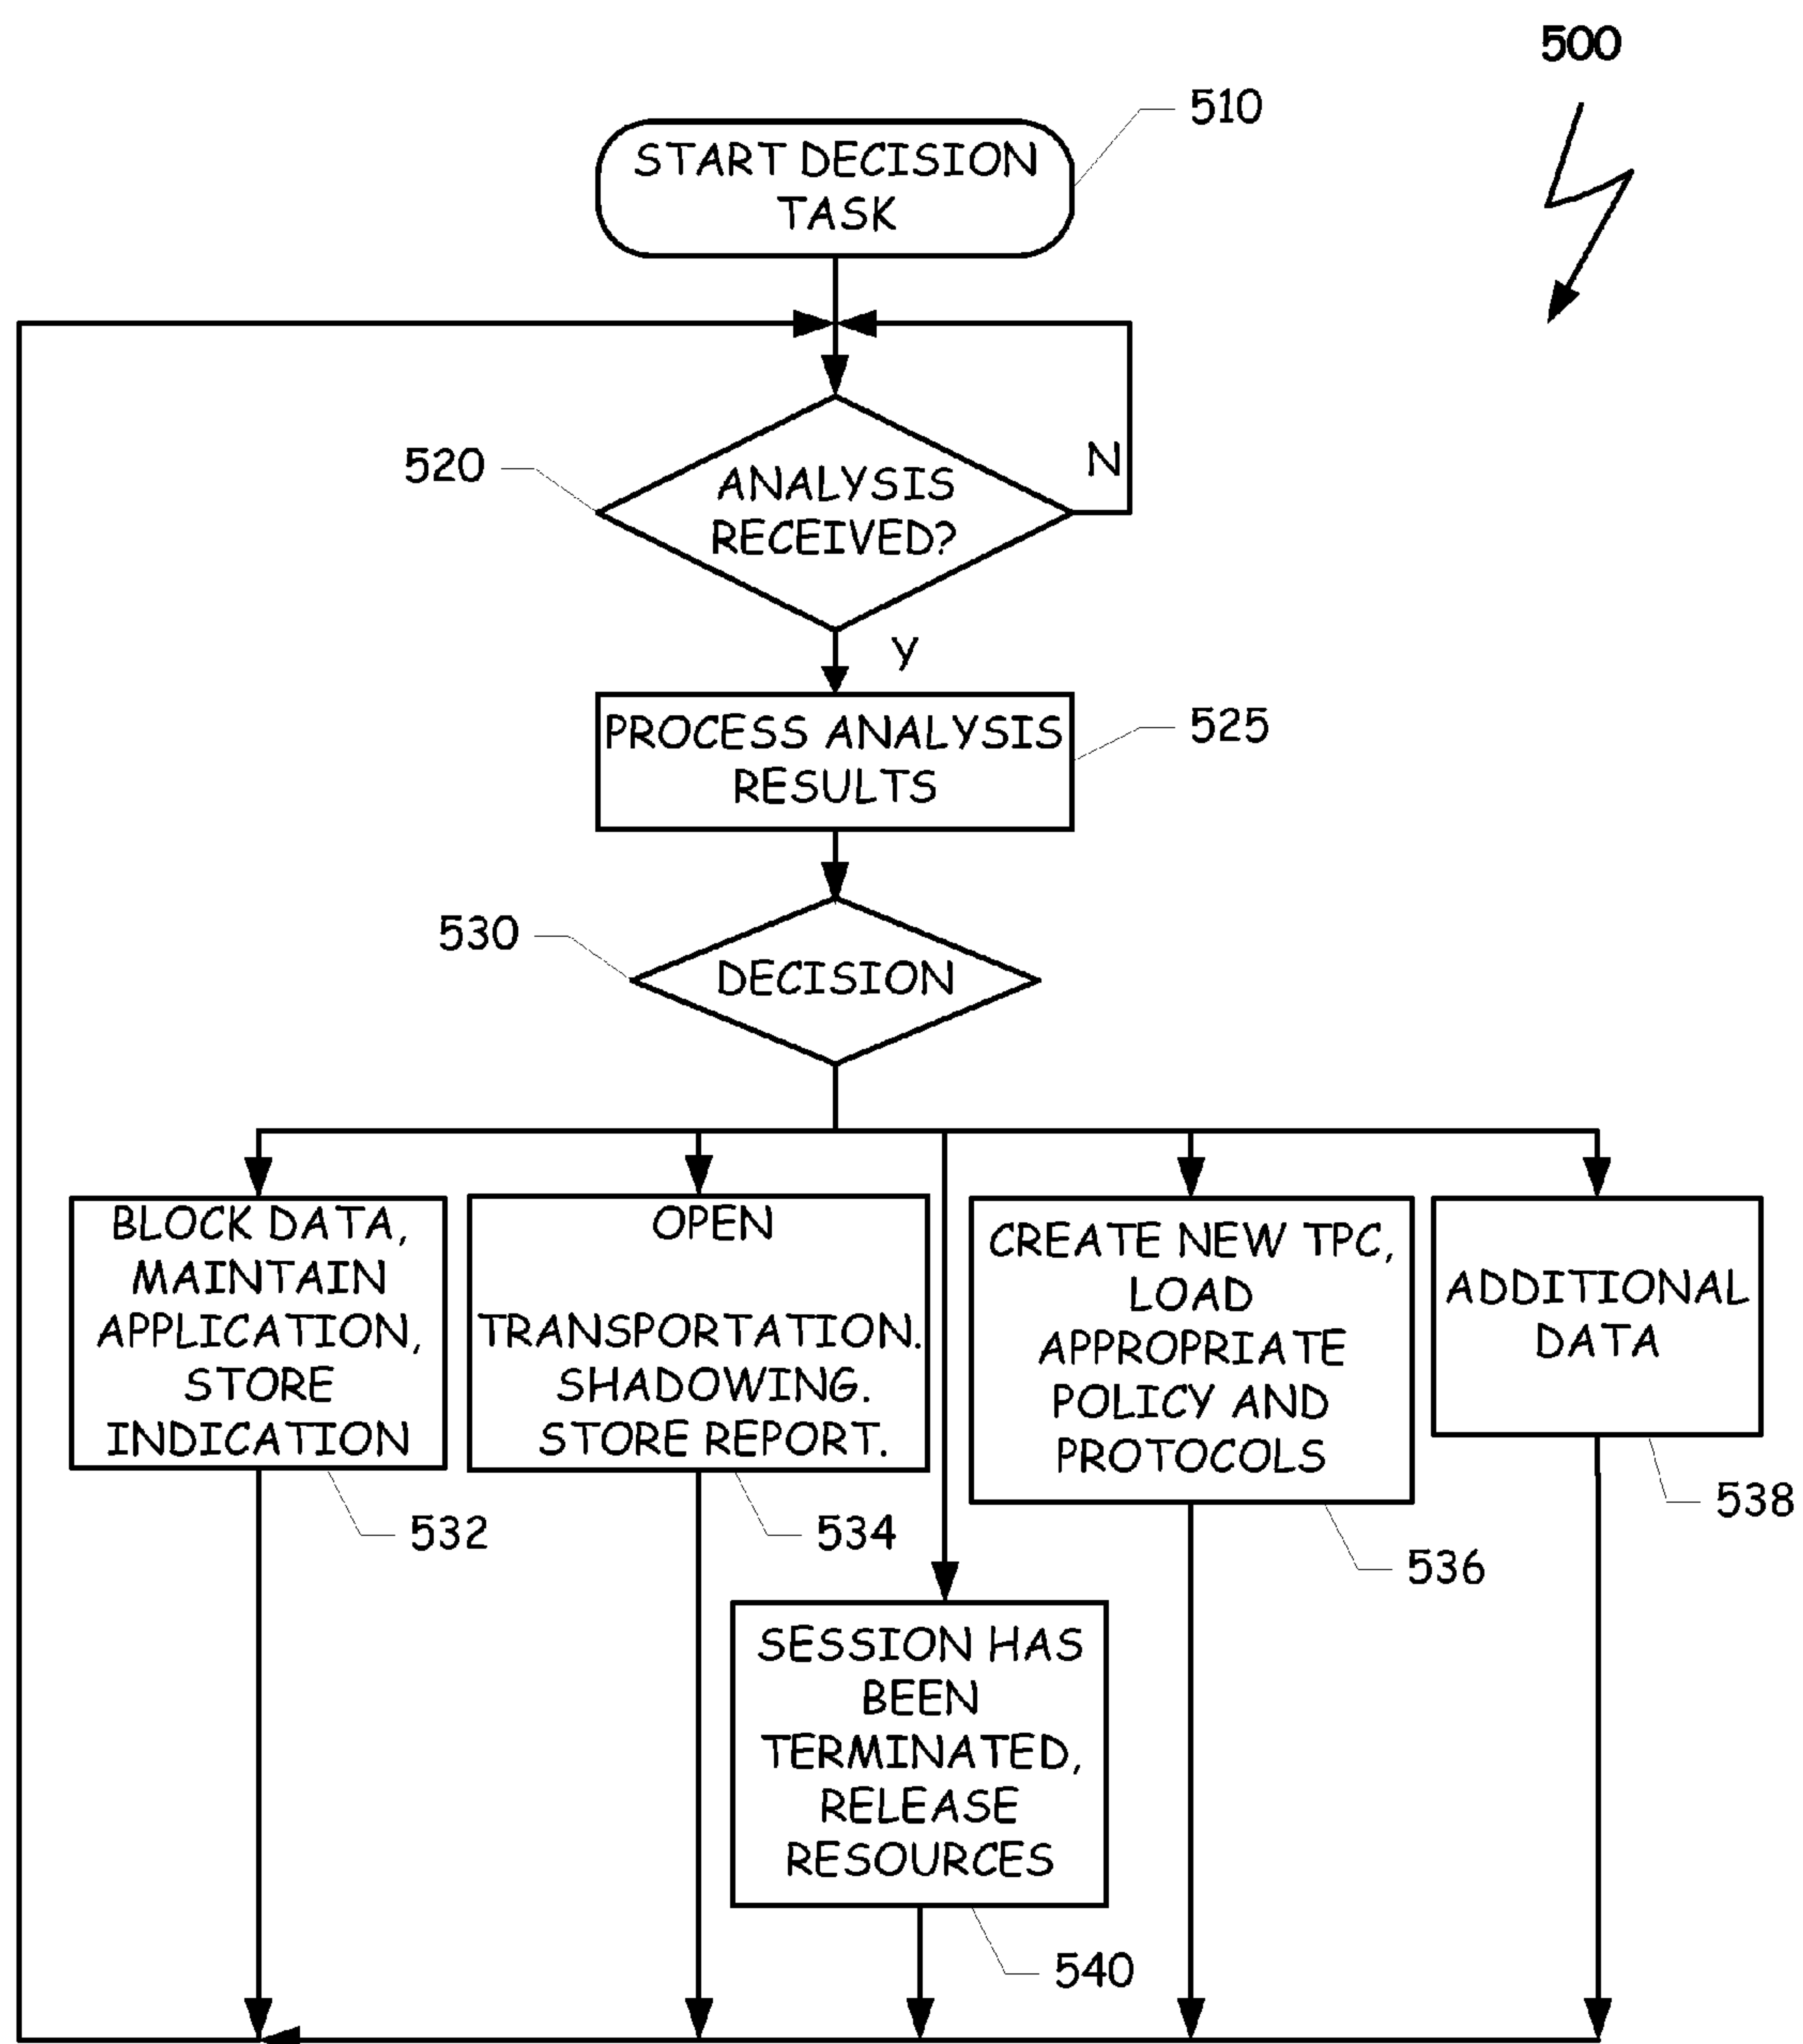 500
510
START DECISION
TASK
520
ANALYSIS
RECEIVED?
N
Y
PROCESS ANALYSIS
RESULTS
525
530
DECISION
BLOCK DATA,
MAINTAIN
APPLICATION,
STORE
INDICATION
532
OPEN
TRANSPORTATION.
SHADOWING.
STORE REPORT.
534
CREATE NEW TPC,
LOAD
APPROPRIATE
POLICY AND
PROTOCOLS
536
ADDITIONAL
DATA
538
SESSION HAS
BEEN
TERMINATED,
RELEASE
RESOURCES
540